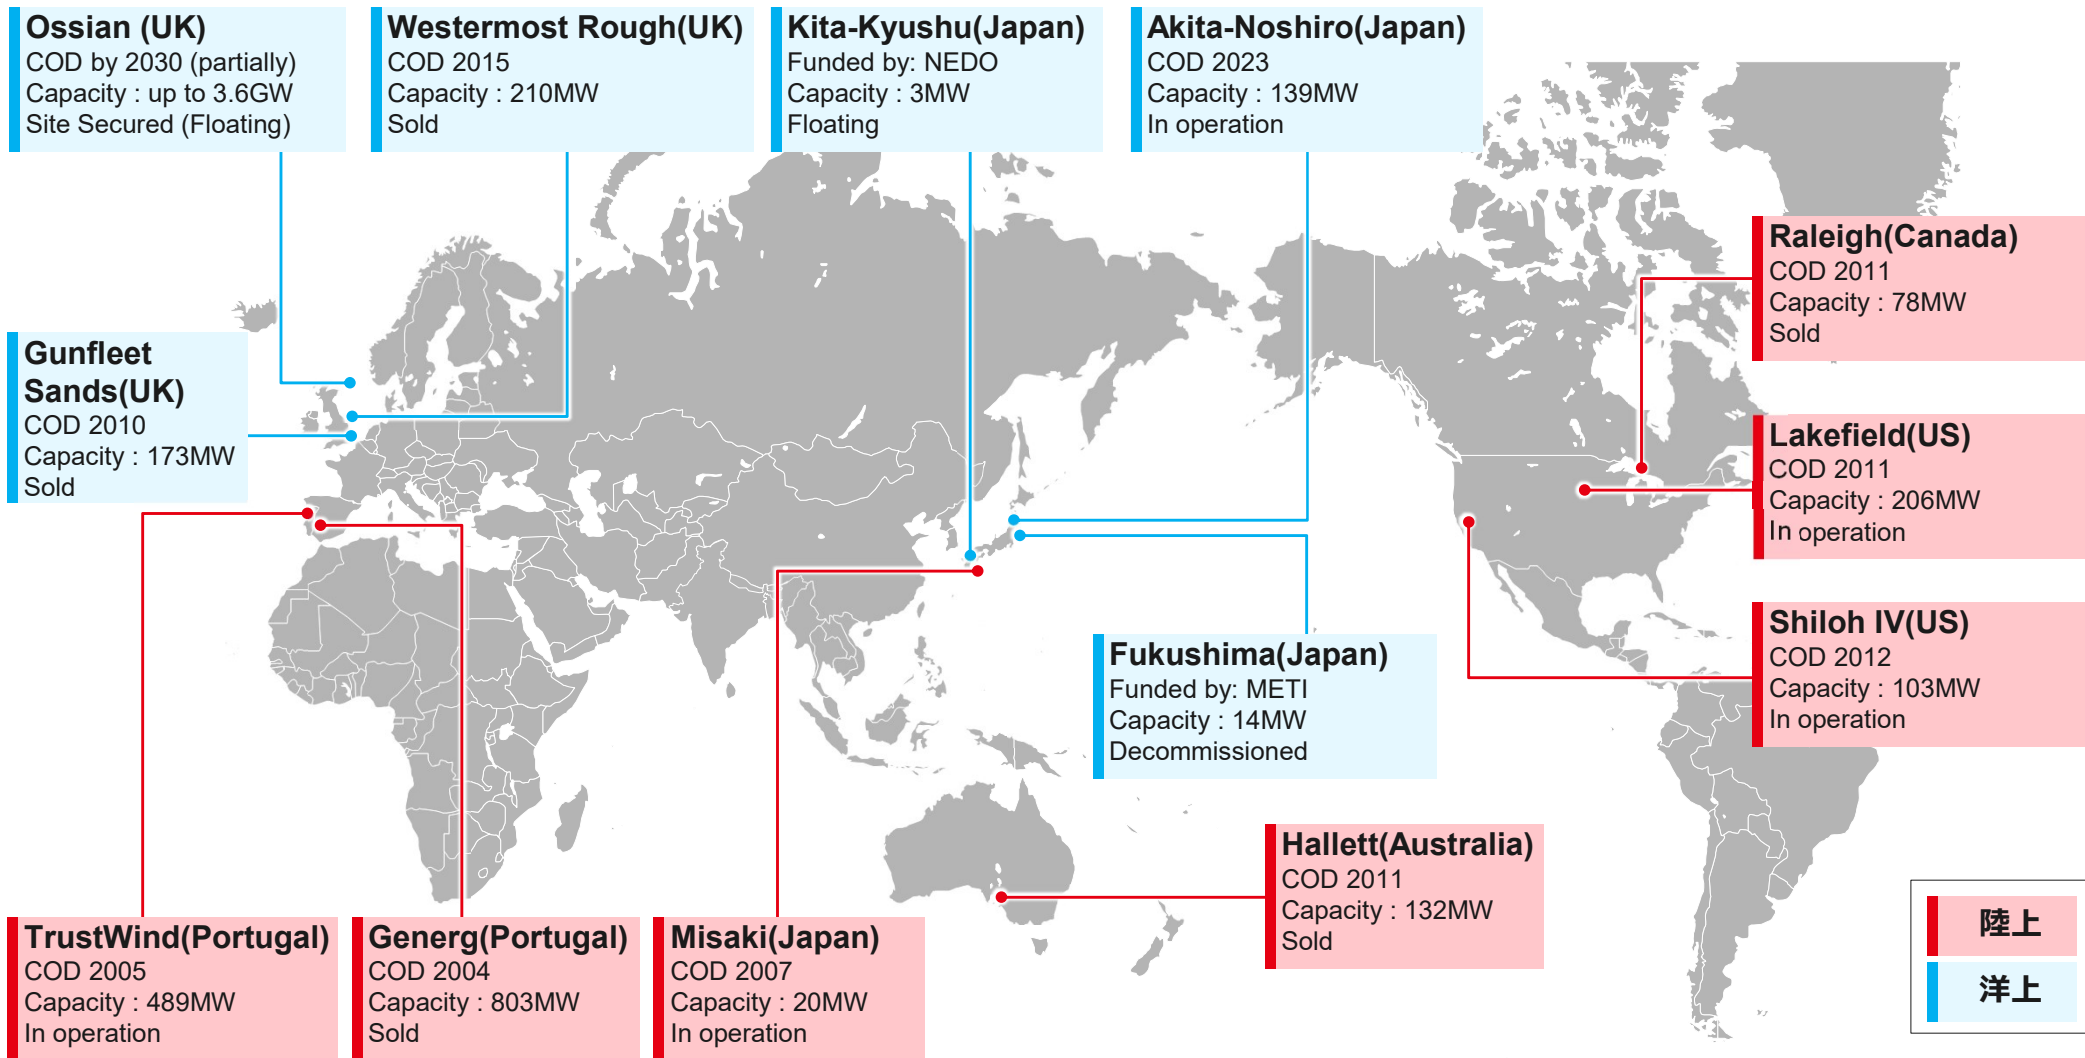 Ossian (UK)
COD by 2030 (partially)
Capacity : up to 3.6GW
Site Secured (Floating)
Westermost Rough(UK)
COD 2015
Capacity : 210MW
Sold
Kita-Kyushu(Japan)
Funded by: NEDO
Capacity : 3MW
Floating
Akita-Noshiro(Japan)
COD 2023
Capacity : 139MW
In operation
Raleigh(Canada)
COD 2011
Capacity : 78MW
Sold
Gunfleet
Sands(UK)
COD 2010
Capacity : 173MW
Sold
Lakefield(US)
COD 2011
Capacity : 206MW
In operation
Shiloh IV(US)
COD 2012
Capacity : 103MW
In operation
Fukushima(Japan)
Funded by: METI
Capacity : 14MW
Decommissioned
Hallett(Australia)
COD 2011
Capacity : 132MW
Sold
TrustWind(Portugal)
COD 2005
Capacity : 489MW
In operation
Generg(Portugal)
COD 2004
Capacity : 803MW
Sold
Misaki(Japan)
COD 2007
Capacity : 20MW
In operation
陸上
洋上